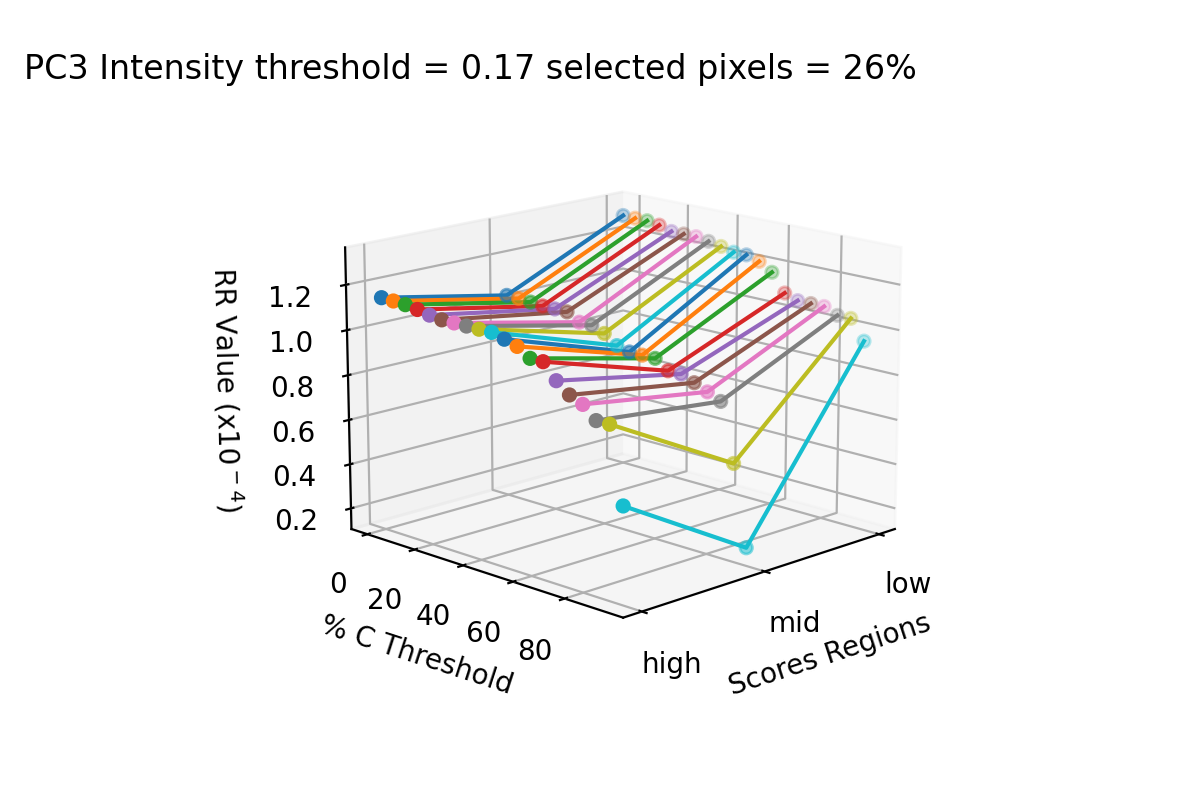 PC3 Intensity threshold = 0.17 selected pixels = 26%
RR Value (x10⁻⁴)
1.2
1.0
0.8
0.6
0.4
0.2
0
20
40
60
80
% C Threshold
high
mid
low
Scores Regions